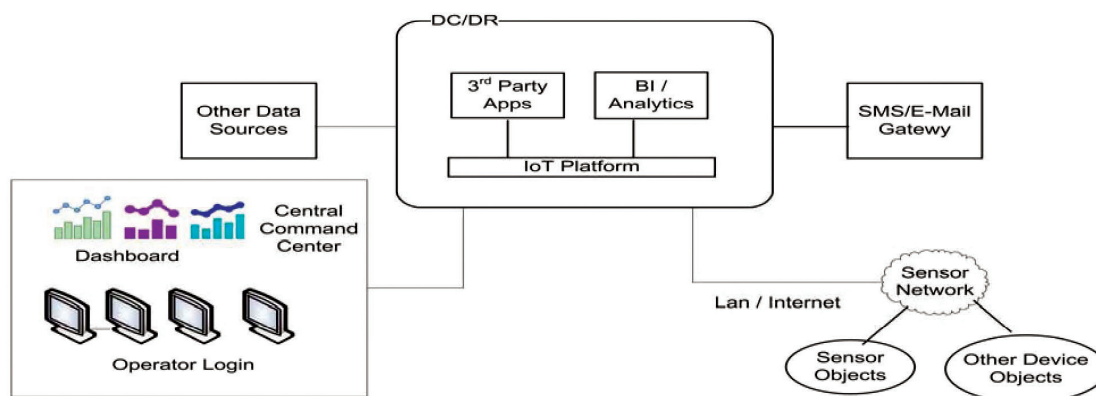 DC/DR
3rd Party
Apps
BI /
Analytics
IoT Platform
Other Data
Sources
SMS/E-Mail
Gatewy
Central
Command
Center
Dashboard
Operator Login
Lan / Internet
Sensor
Network
Sensor
Objects
Other Device
Objects